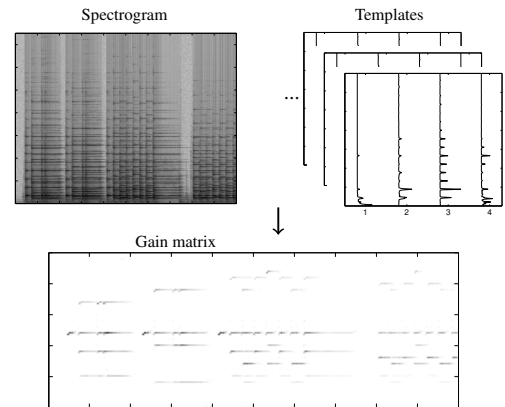 Spectrogram
Templates
...
1 2 3 4
Gain matrix